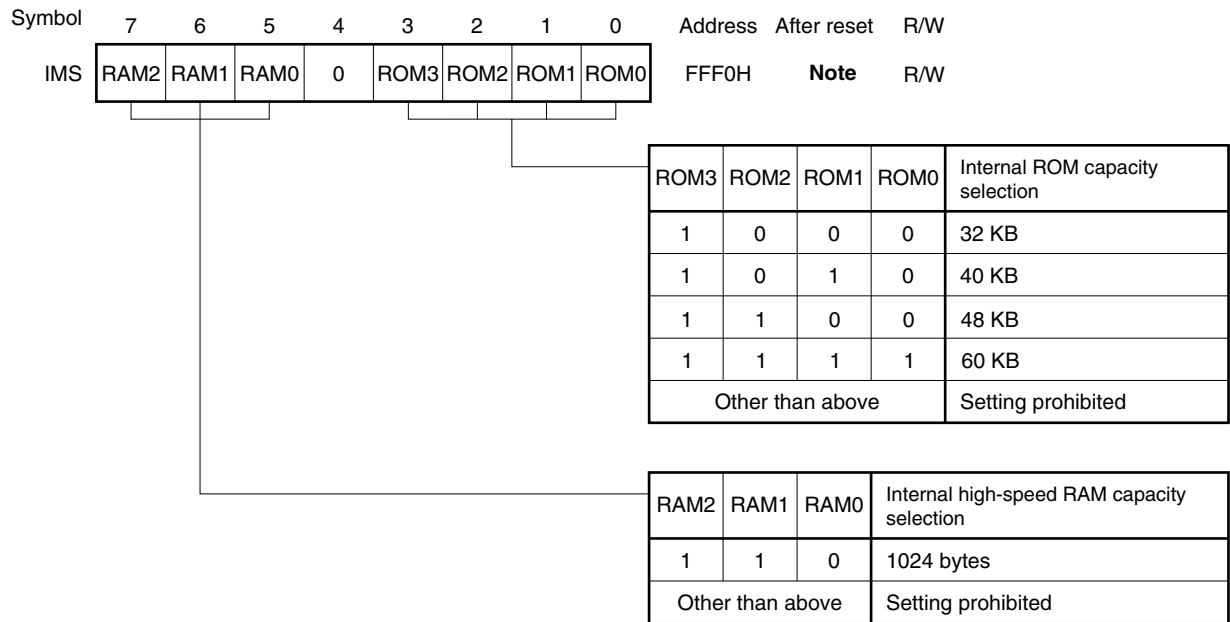 Symbol 7 6 5 4 3 2 1 0 Address After reset R/W
IMS RAM2 RAM1 RAM0 0 ROM3 ROM2 ROM1 ROM0 FFF0H Note R/W
ROM3 ROM2 ROM1 ROM0 Internal ROM capacity
selection
1 0 0 0 32 KB
1 0 1 0 40 KB
1 1 0 0 48 KB
1 1 1 1 60 KB
Other than above Setting prohibited
RAM2 RAM1 RAM0 Internal high-speed RAM capacity
selection
1 1 0 1024 bytes
Other than above Setting prohibited